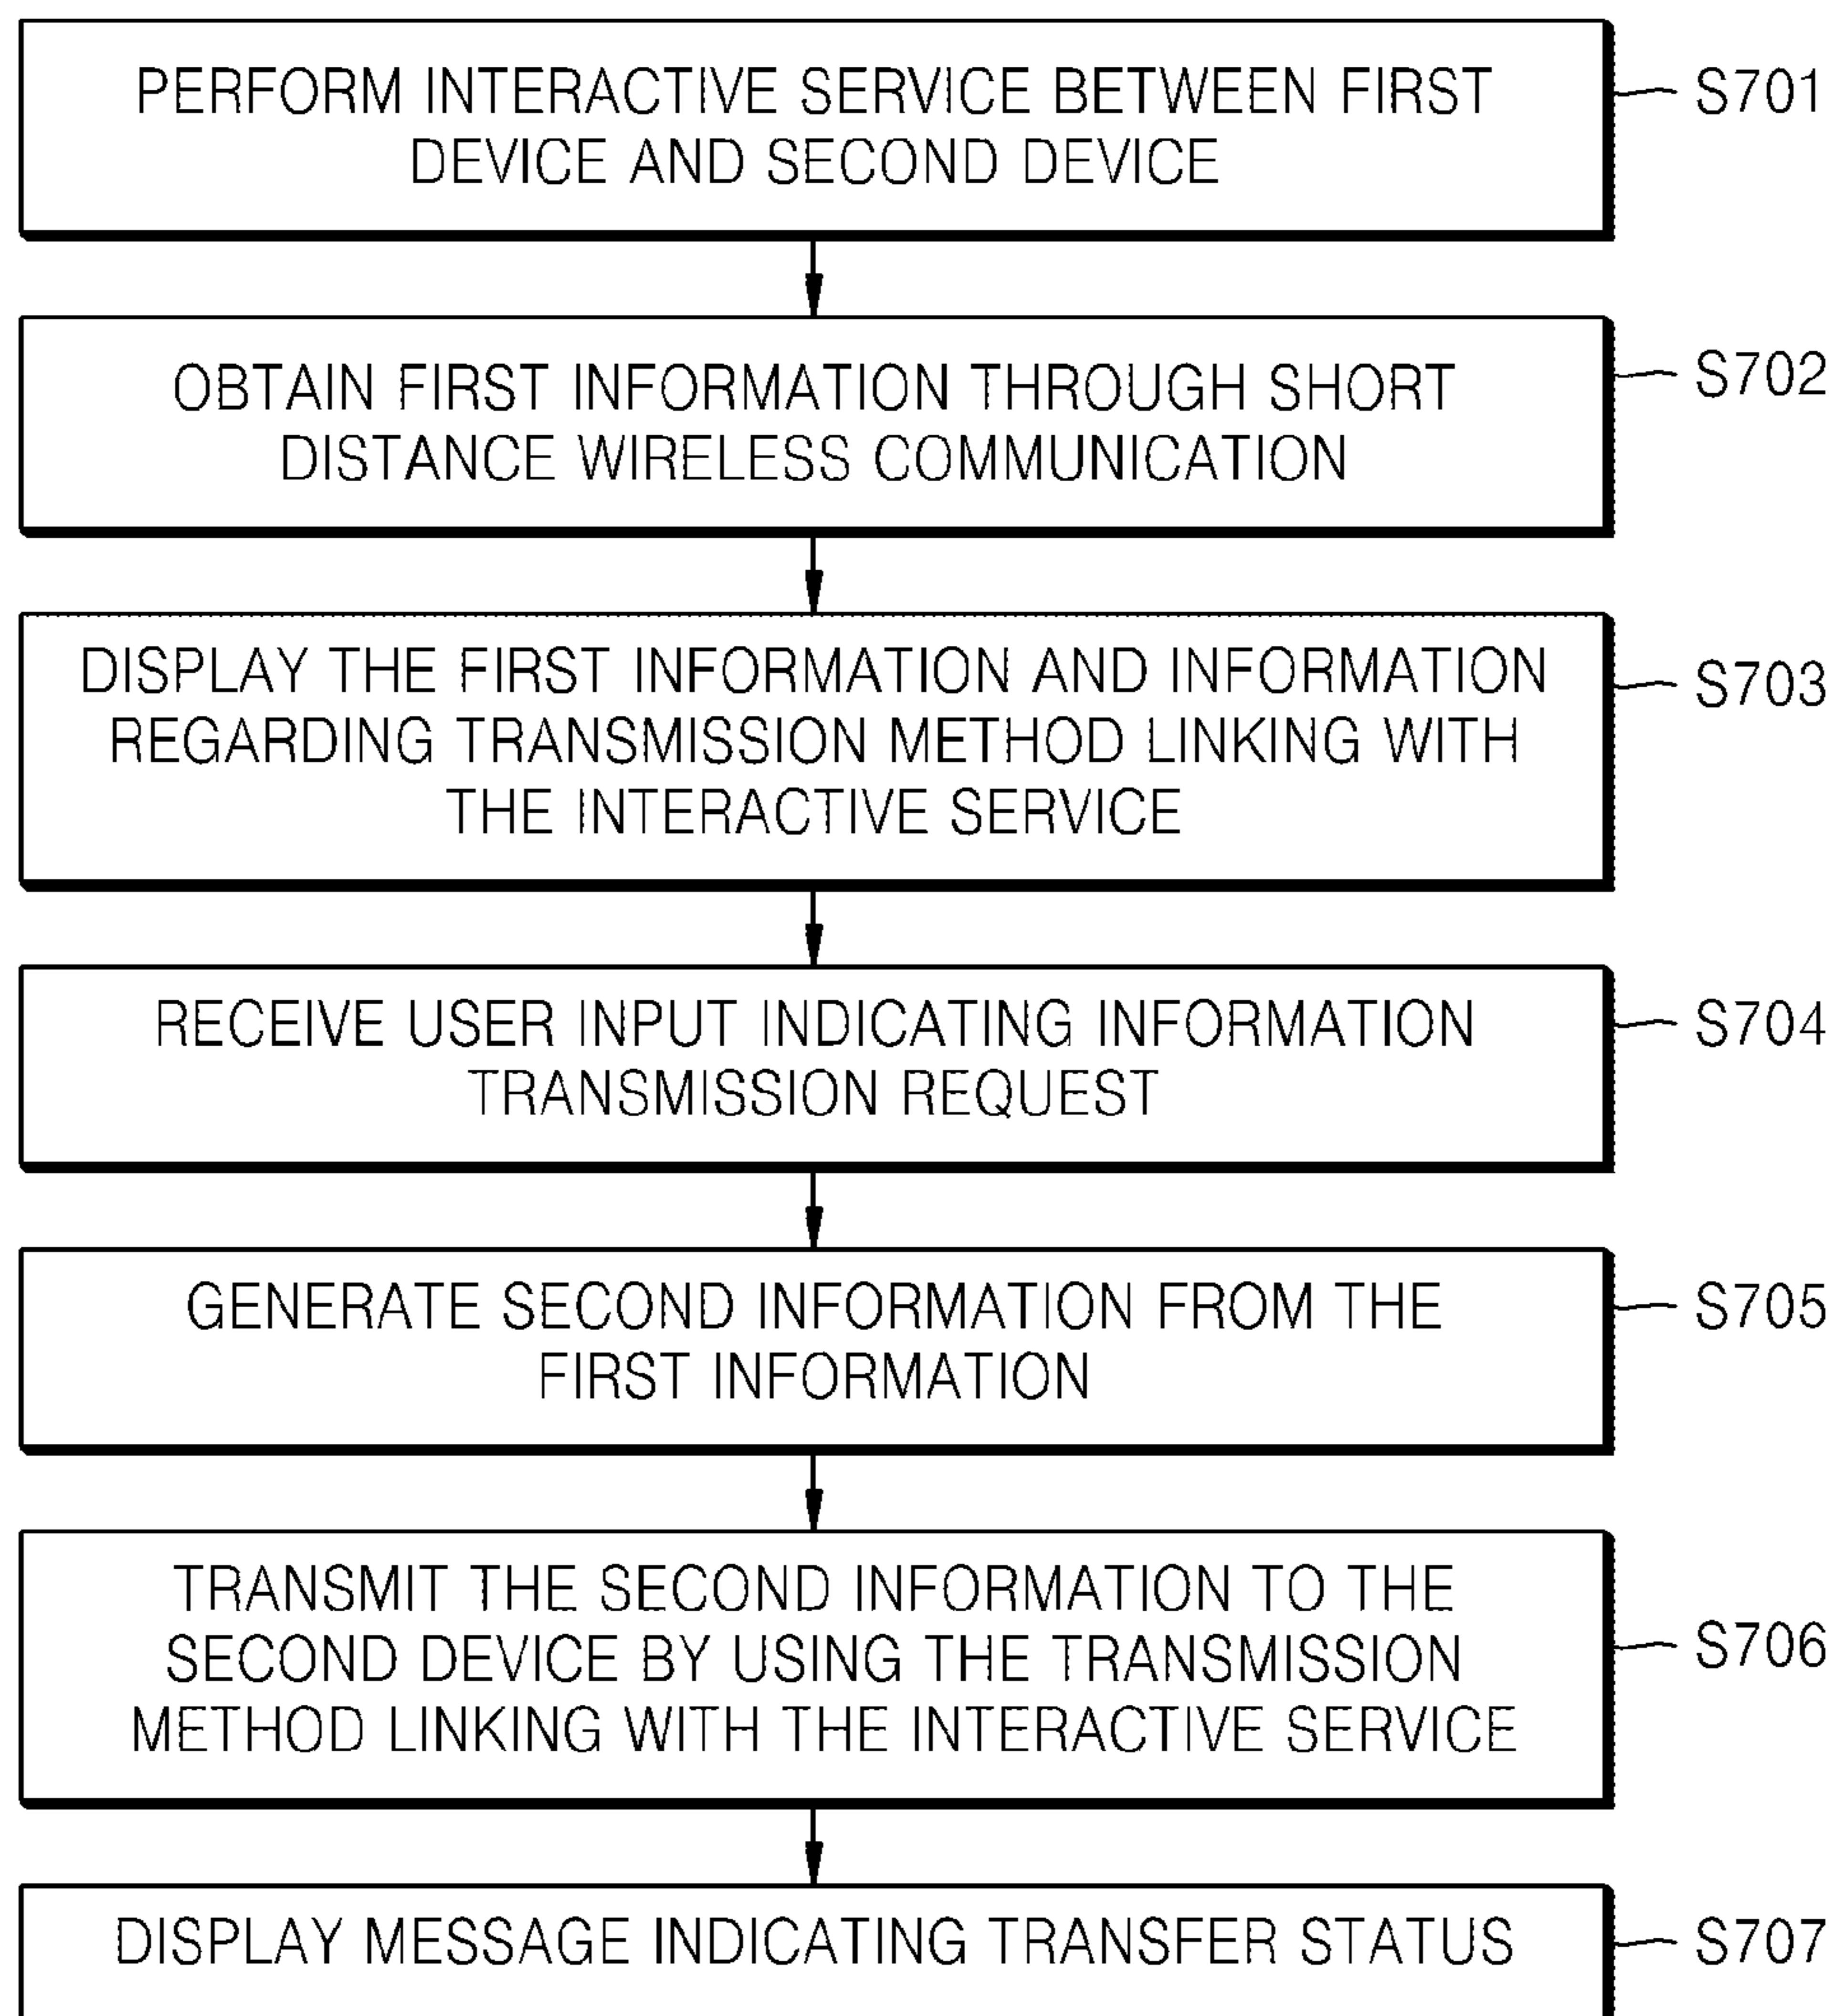 PERFORM INTERACTIVE SERVICE BETWEEN FIRST
DEVICE AND SECOND DEVICE
S701
OBTAIN FIRST INFORMATION THROUGH SHORT
DISTANCE WIRELESS COMMUNICATION
S702
DISPLAY THE FIRST INFORMATION AND INFORMATION
REGARDING TRANSMISSION METHOD LINKING WITH
THE INTERACTIVE SERVICE
S703
RECEIVE USER INPUT INDICATING INFORMATION
TRANSMISSION REQUEST
S704
GENERATE SECOND INFORMATION FROM THE
FIRST INFORMATION
S705
TRANSMIT THE SECOND INFORMATION TO THE
SECOND DEVICE BY USING THE TRANSMISSION
METHOD LINKING WITH THE INTERACTIVE SERVICE
S706
DISPLAY MESSAGE INDICATING TRANSFER STATUS
S707